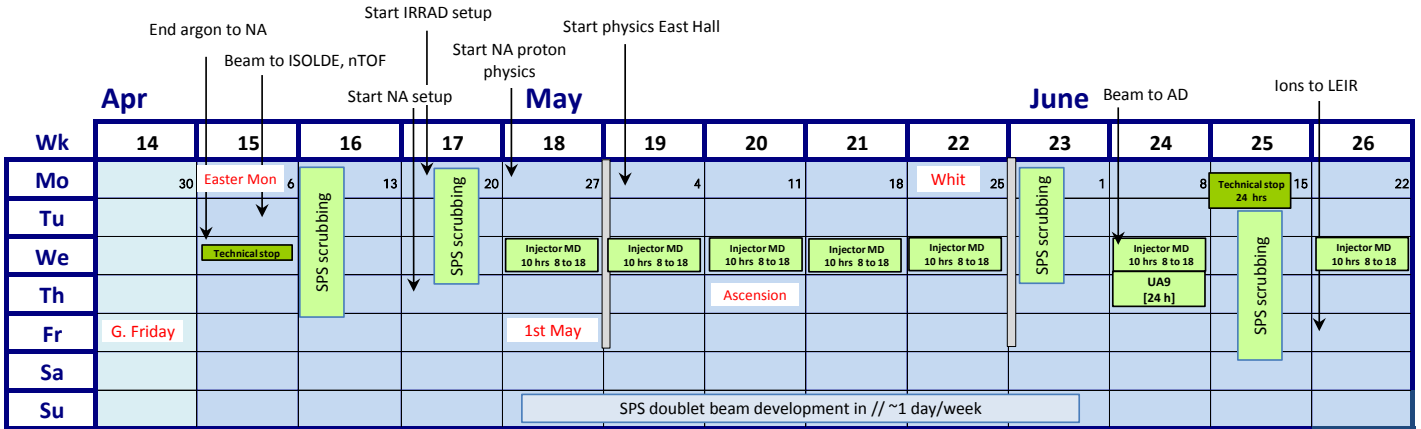 Start IRRAD setup
End argon to NA
Start physics East Hall
Beam to ISOLDE, nTOF
Start NA proton
physics
Start NA setup
Apr
May
June
Beam to AD
Ions to LEIR
Wk 14 15 16 17 18 19 20 21 22 23 24 25 26
Mo 30 Easter Mon 6 13 20 27 4 11 18 Whit 25 1 8 Technical stop 15 22
24 hrs
Tu
SPS scrubbing
SPS scrubbing
SPS scrubbing
We Technical stop Injector MD Injector MD Injector MD Injector MD Injector MD Injector MD Injector MD
10 hrs 8 to 18 10 hrs 8 to 18 10 hrs 8 to 18 10 hrs 8 to 18 10 hrs 8 to 18 10 hrs 8 to 18 10 hrs 8 to 18
Th Ascension UA9
[24 h]
SPS scrubbing
Fr G. Friday 1st May
Sa
Su SPS doublet beam development in // ~1 day/week